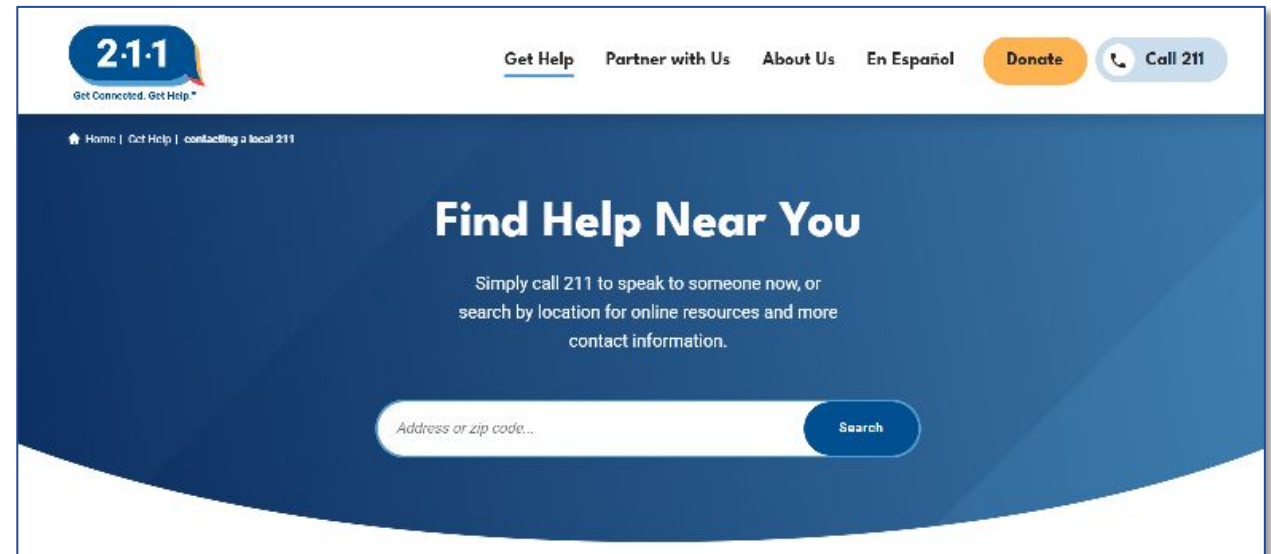 2·1·1
Get Connected. Get Help.™
Get Help
Partner with Us
About Us
En Español
Donate
Call 211
Home | Get Help | contacting a local 211
Find Help Near You
Simply call 211 to speak to someone now, or
search by location for online resources and more
contact information.
Address or zip code...
Search